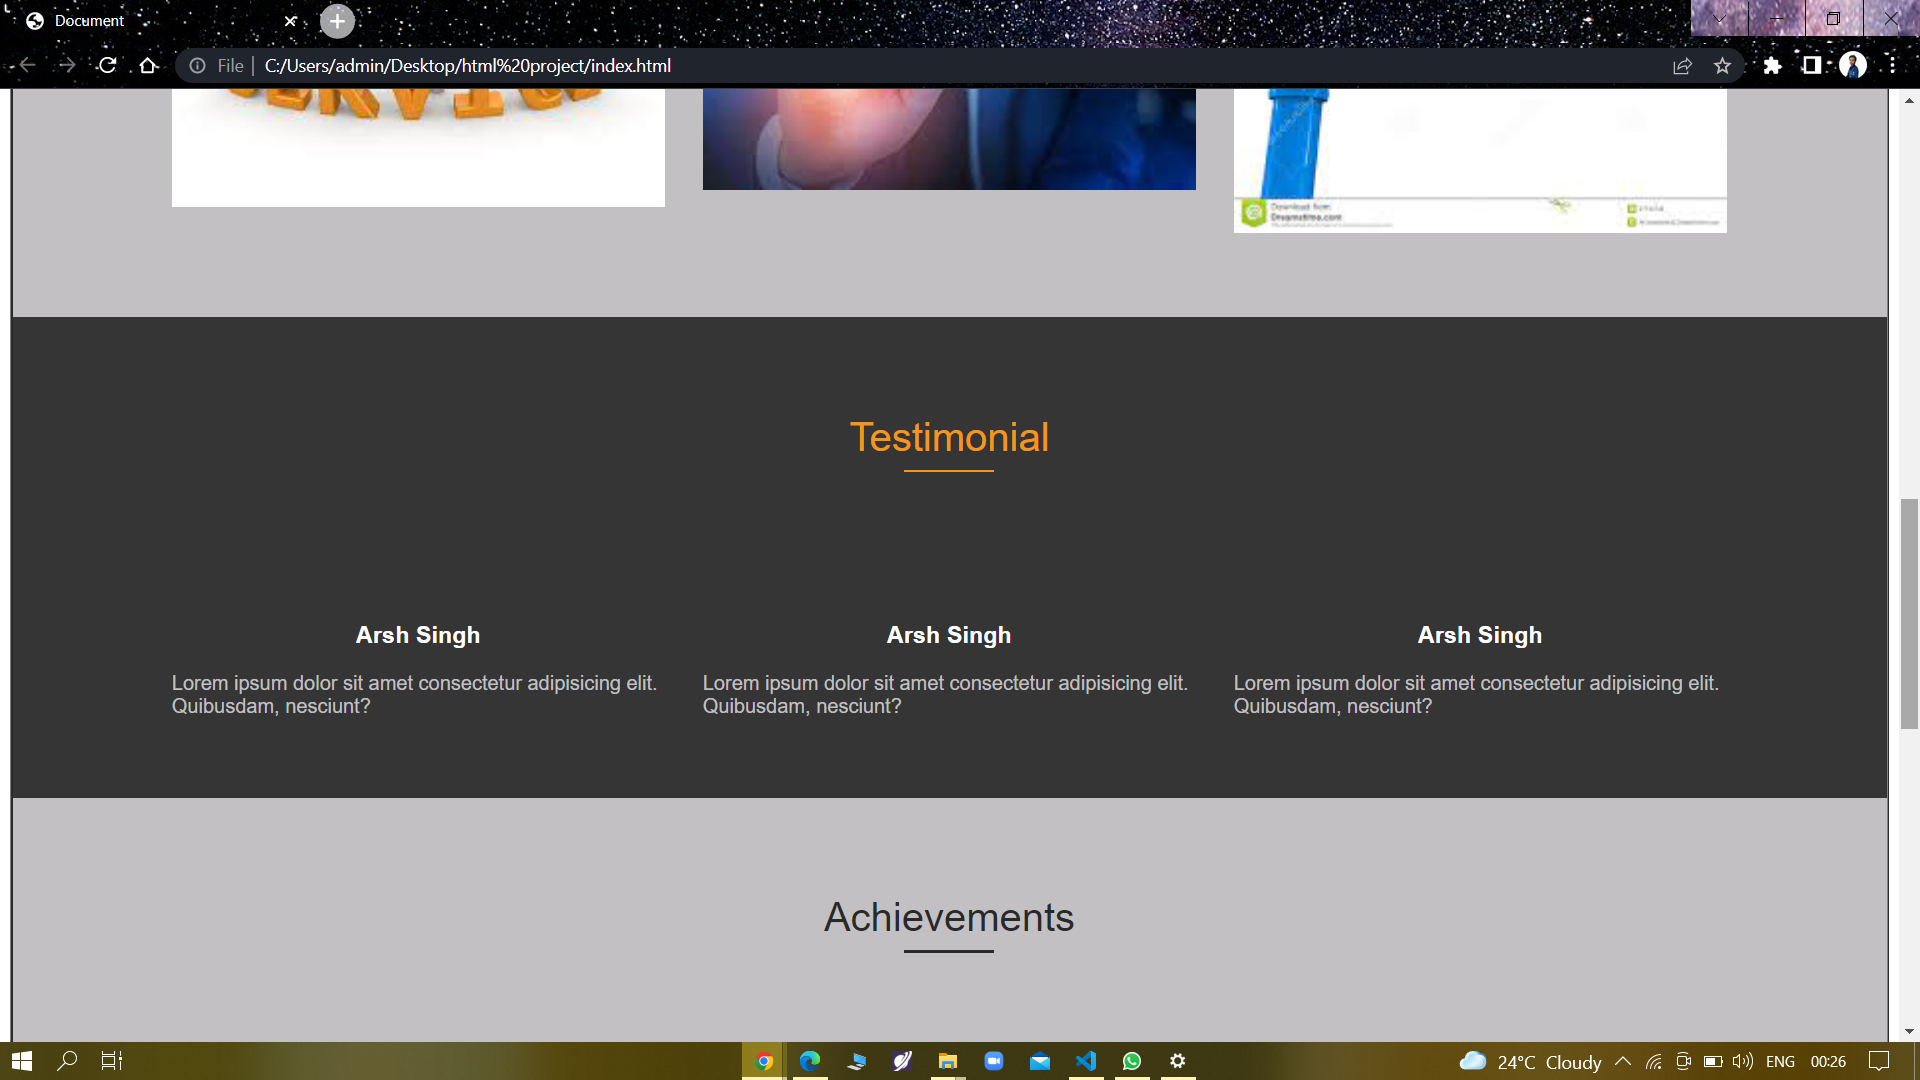 Document
File
C:/Users/admin/Desktop/html%20project/index.html
SERVICE
Download from
Dreamstime.com
Testimonial
Arsh Singh
Lorem ipsum dolor sit amet consectetur adipisicing elit.
Quibusdam, nesciunt?
Arsh Singh
Lorem ipsum dolor sit amet consectetur adipisicing elit.
Quibusdam, nesciunt?
Arsh Singh
Lorem ipsum dolor sit amet consectetur adipisicing elit.
Quibusdam, nesciunt?
Achievements
24°C Cloudy
ENG
00:26